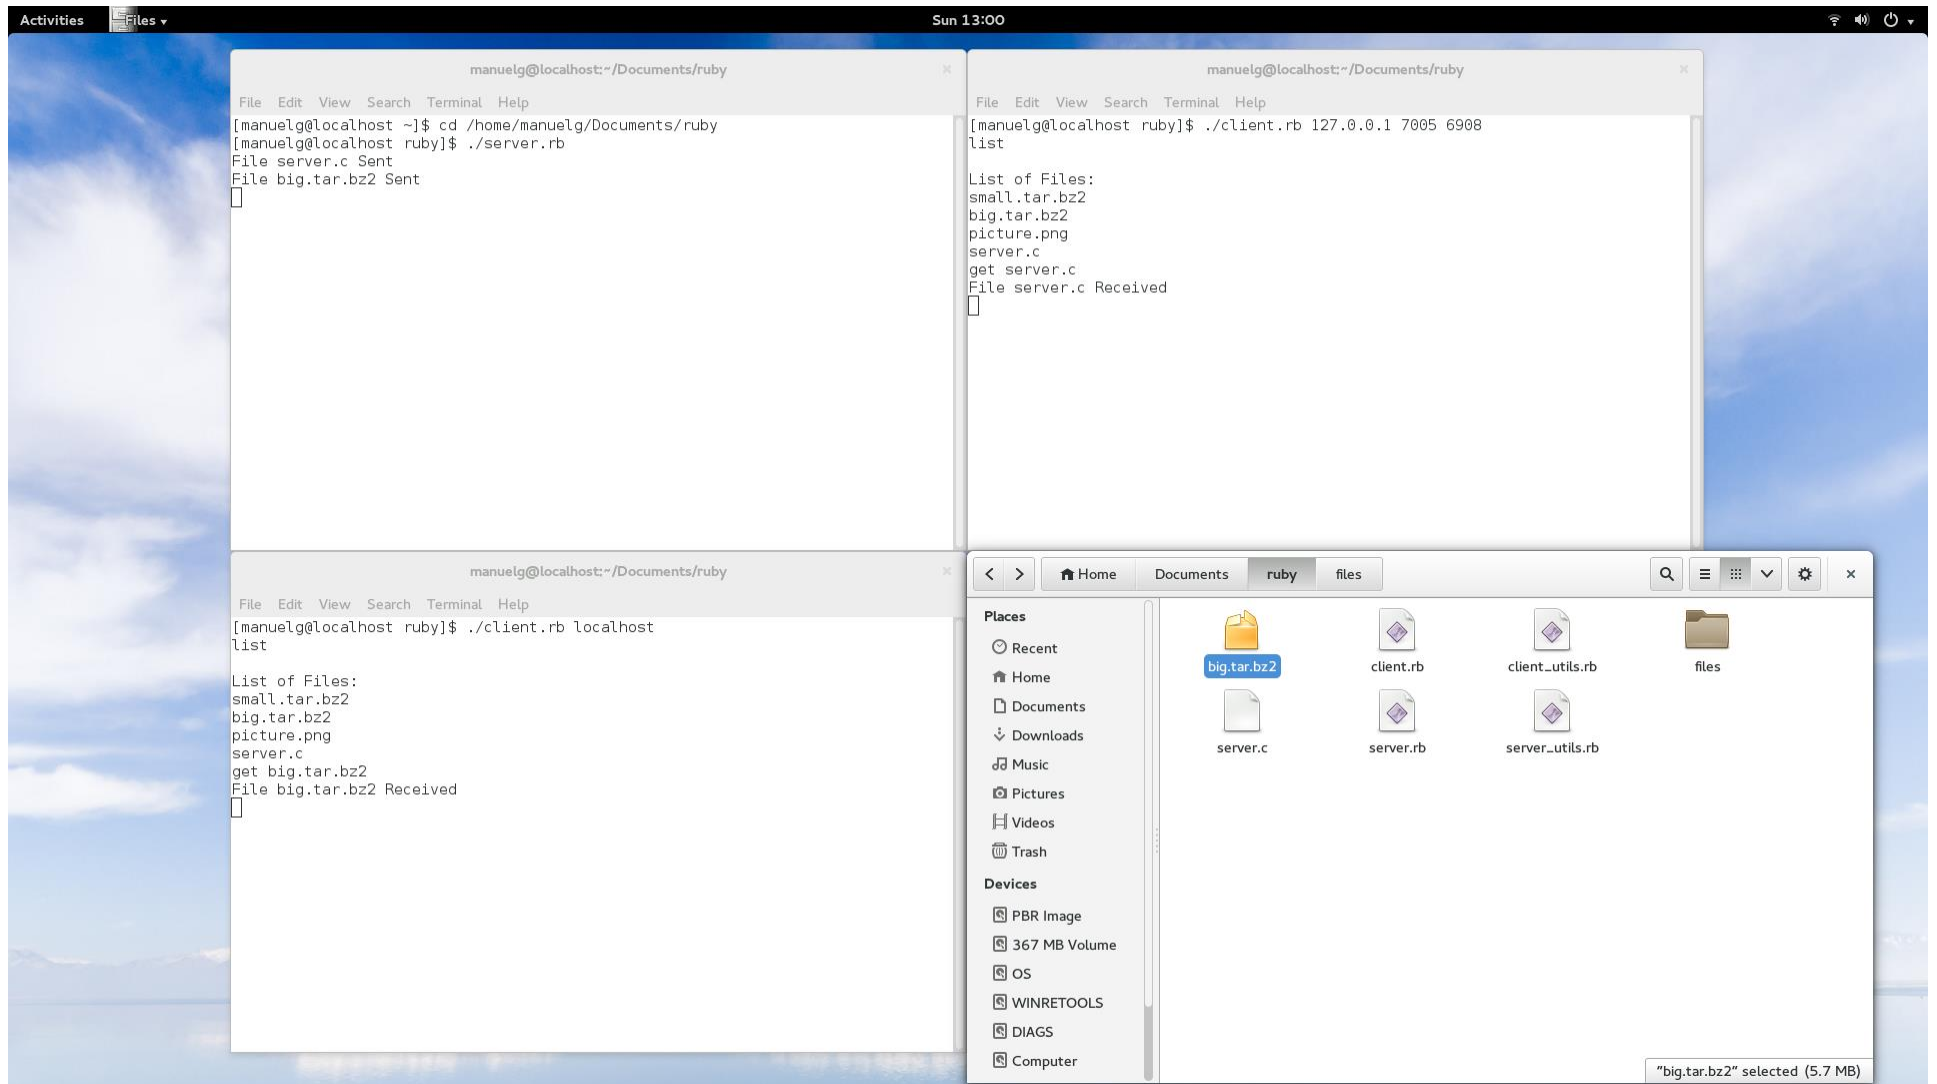 Activities Files Sun 13:00
manuelg@localhost:~/Documents/ruby
File Edit View Search Terminal Help
[manuelg@localhost ~]$ cd /home/manuelg/Documents/ruby
[manuelg@localhost ruby]$ ./server.rb
File server.c Sent
File big.tar.bz2 Sent
manuelg@localhost:~/Documents/ruby
File Edit View Search Terminal Help
[manuelg@localhost ruby]$ ./client.rb 127.0.0.1 7005 6908
list
List of Files:
small.tar.bz2
big.tar.bz2
picture.png
server.c
get server.c
File server.c Received
manuelg@localhost:~/Documents/ruby
File Edit View Search Terminal Help
[manuelg@localhost ruby]$ ./client.rb localhost
list
List of Files:
small.tar.bz2
big.tar.bz2
picture.png
server.c
get big.tar.bz2
File big.tar.bz2 Received
Home Documents ruby files
Places
Recent
Home
Documents
Downloads
Music
Pictures
Videos
Trash
Devices
PBR Image
367 MB Volume
OS
WINRETOOLS
DIAGS
Computer
big.tar.bz2 client.rb client_utils.rb files
server.c server.rb server_utils.rb
"big.tar.bz2" selected (5.7 MB)